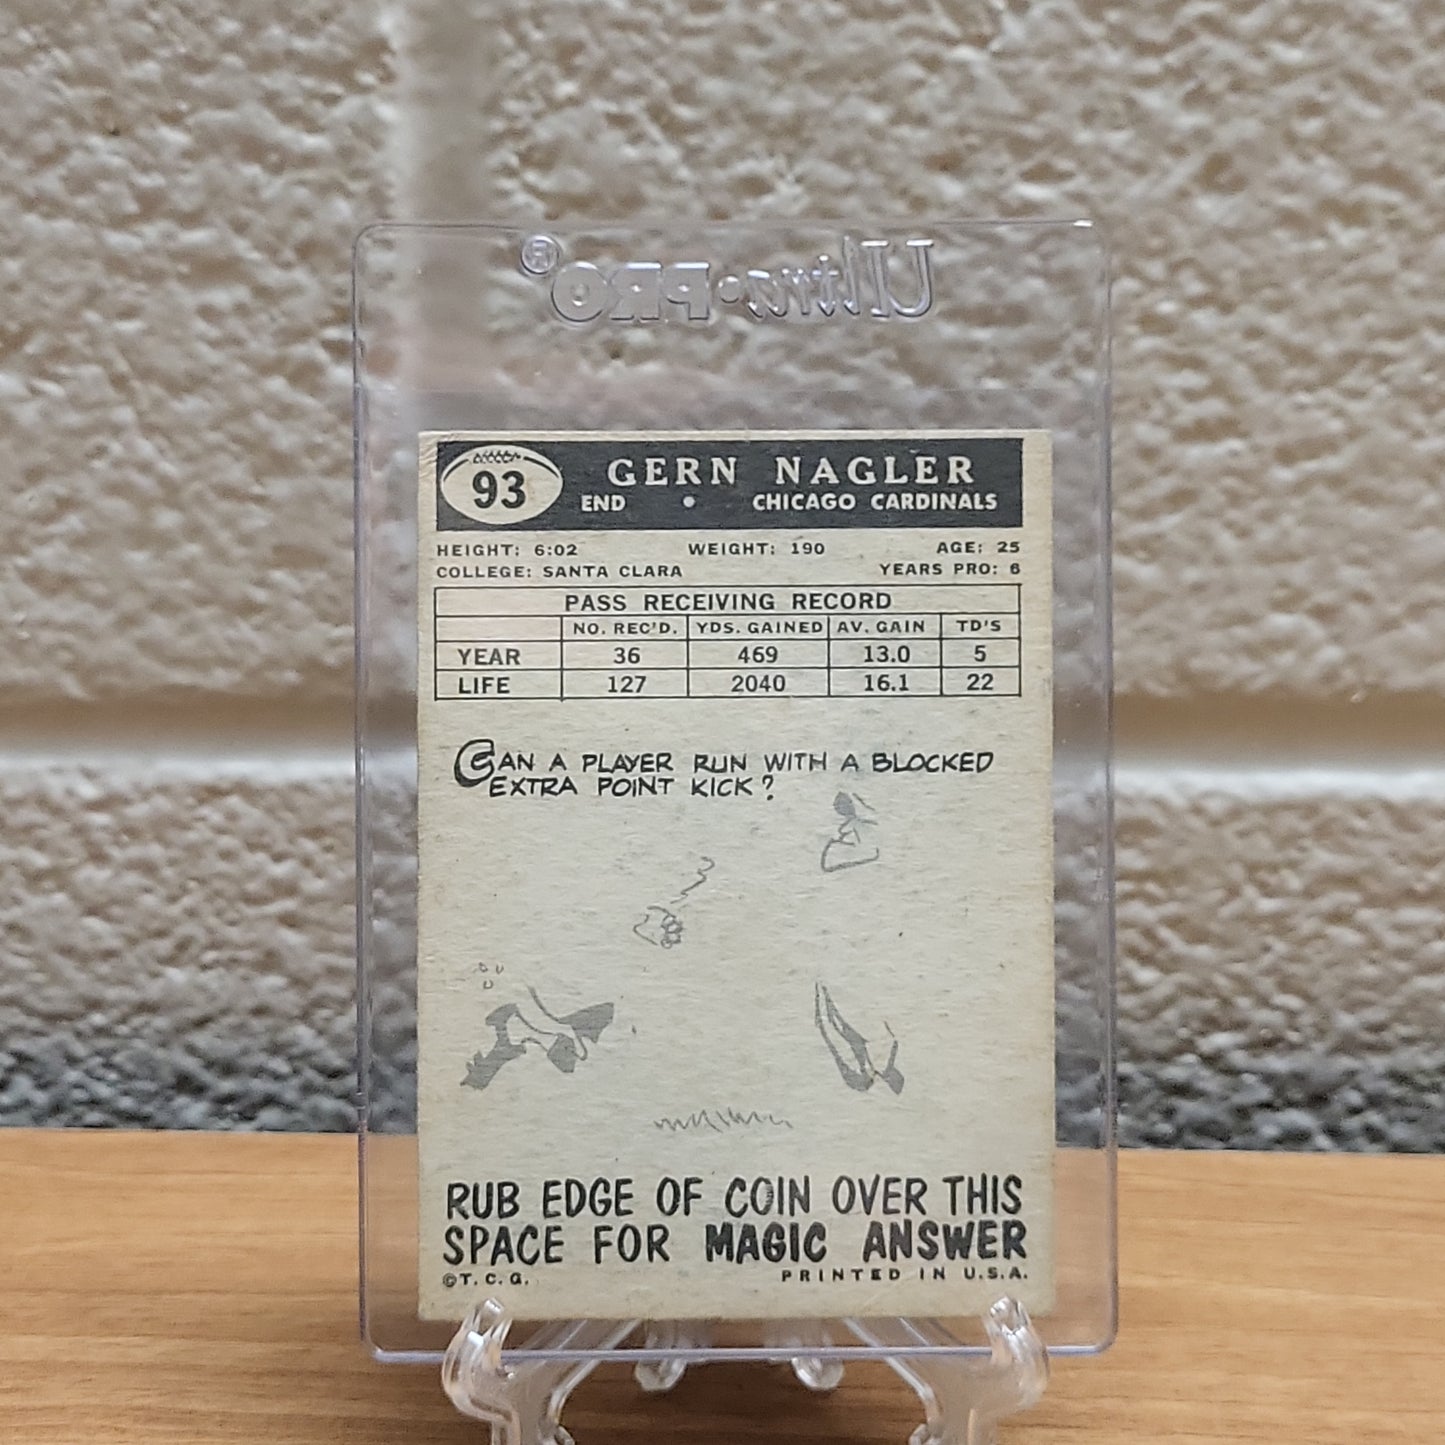 Ultra·PRO®
93 GERN NAGLER
END • CHICAGO CARDINALS
HEIGHT: 6:02 WEIGHT: 190 AGE: 25
COLLEGE: SANTA CLARA YEARS PRO: 6
PASS RECEIVING RECORD
NO. REC'D. YDS. GAINED AV. GAIN TD'S
YEAR 36 469 13.0 5
LIFE 127 2040 16.1 22
CAN A PLAYER RUN WITH A BLOCKED
EXTRA POINT KICK?
RUB EDGE OF COIN OVER THIS
SPACE FOR MAGIC ANSWER
©T.C.G. PRINTED IN U.S.A.